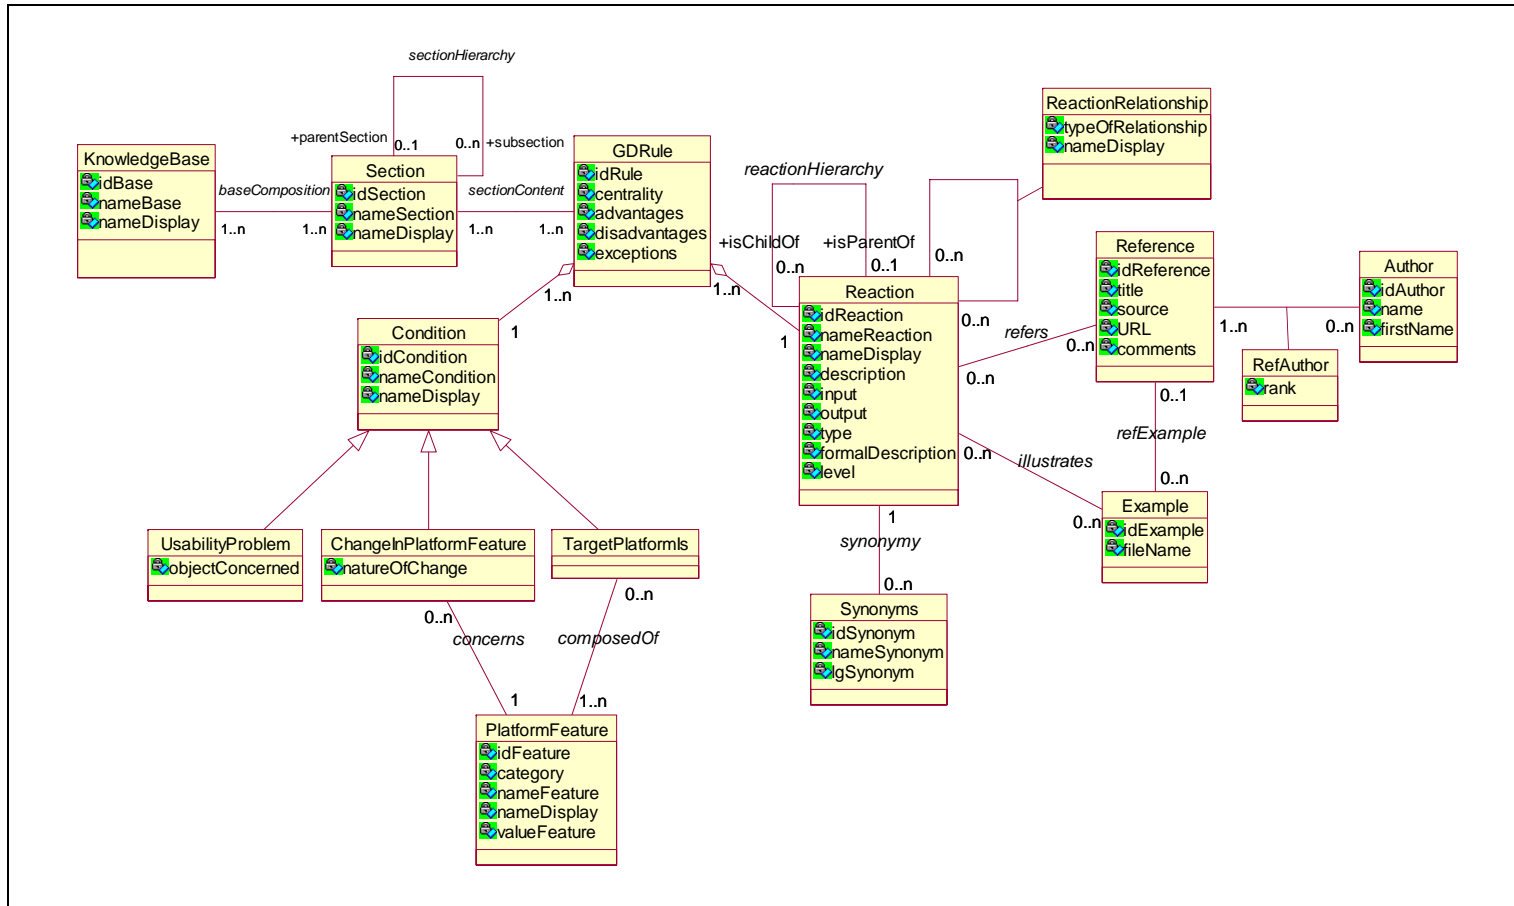 sectionHierarchy
+parentSection
0..1
0..n
+subsection
KnowledgeBase
idBase
nameBase
nameDisplay
baseComposition
1..n
1..n
Section
idSection
nameSection
nameDisplay
sectionContent
1..n
1..n
GDRule
idRule
centrality
advantages
disadvantages
exceptions
1..n
1
1..n
1
reactionHierarchy
+isChildOf
0..n
+isParentOf
0..1
0..n
0..n
ReactionRelationship
typeOfRelationship
nameDisplay
Reaction
idReaction
nameReaction
nameDisplay
description
input
output
type
formalDescription
level
refers
0..n
0..n
Reference
idReference
title
source
URL
comments
1..n
0..n
Author
idAuthor
name
firstName
RefAuthor
rank
0..1
refExample
0..n
0..n
illustrates
0..n
Example
idExample
fileName
1
synonymy
0..n
Synonyms
idSynonym
nameSynonym
lgSynonym
Condition
idCondition
nameCondition
nameDisplay
UsabilityProblem
objectConcerned
ChangeInPlatformFeature
natureOfChange
TargetPlatformIs
0..n
concerns
1
0..n
composedOf
1..n
PlatformFeature
idFeature
category
nameFeature
nameDisplay
valueFeature